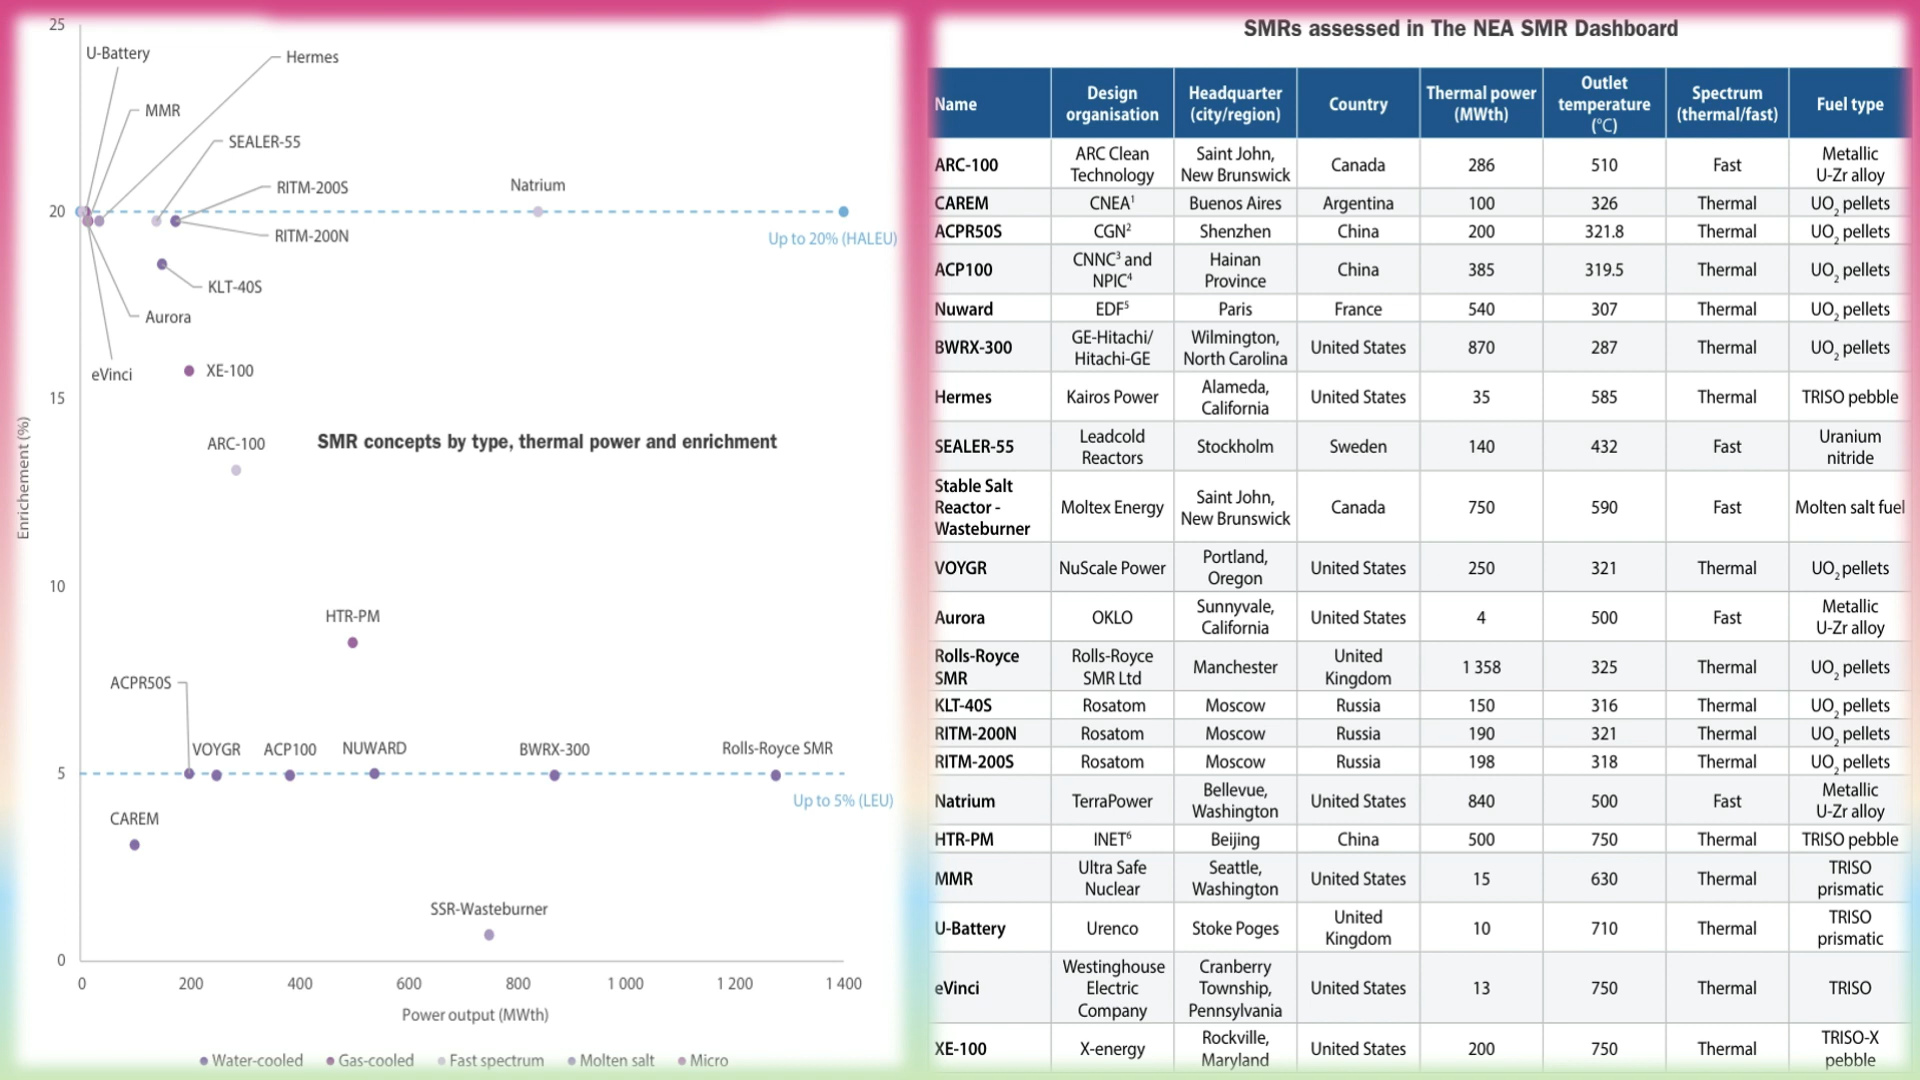 25
U-Battery
Hermes
MMR
SEALER-55
RITM-200S
Natrium
20
RITM-200N
Up to 20% (HALEU)
KLT-40S
Aurora
XE-100
eVinci
15
ARC-100
SMR concepts by type, thermal power and enrichment
Enrichement (%)
10
HTR-PM
ACPR50S
VOYGR
ACP100
NUWARD
BWRX-300
Rolls-Royce SMR
5
Up to 5% (LEU)
CAREM
SSR-Wasteburner
0
0 200 400 600 800 1 000 1 200 1 400
Power output (MWth)
Water-cooled Gas-cooled Fast spectrum Molten salt Micro
SMRs assessed in The NEA SMR Dashboard
Name
Design
organisation
Headquarter
(city/region)
Country
Thermal power
(MWth)
Outlet
temperature
(°C)
Spectrum
(thermal/fast)
Fuel type
ARC-100
ARC Clean
Technology
Saint John,
New Brunswick
Canada
286
510
Fast
Metallic
U-Zr alloy
CAREM
CNEA¹
Buenos Aires
Argentina
100
326
Thermal
UO₂ pellets
ACPR50S
CGN²
Shenzhen
China
200
321.8
Thermal
UO₂ pellets
ACP100
CNNC³ and
NPIC⁴
Hainan
Province
China
385
319.5
Thermal
UO₂ pellets
Nuward
EDF⁵
Paris
France
540
307
Thermal
UO₂ pellets
BWRX-300
GE-Hitachi/
Hitachi-GE
Wilmington,
North Carolina
United States
870
287
Thermal
UO₂ pellets
Hermes
Kairos Power
Alameda,
California
United States
35
585
Thermal
TRISO pebble
SEALER-55
Leadcold
Reactors
Stockholm
Sweden
140
432
Fast
Uranium
nitride
Stable Salt
Reactor -
Wasteburner
Moltex Energy
Saint John,
New Brunswick
Canada
750
590
Fast
Molten salt fuel
VOYGR
NuScale Power
Portland,
Oregon
United States
250
321
Thermal
UO₂ pellets
Aurora
OKLO
Sunnyvale,
California
United States
4
500
Fast
Metallic
U-Zr alloy
Rolls-Royce
SMR
Rolls-Royce
SMR Ltd
Manchester
United
Kingdom
1 358
325
Thermal
UO₂ pellets
KLT-40S
Rosatom
Moscow
Russia
150
316
Thermal
UO₂ pellets
RITM-200N
Rosatom
Moscow
Russia
190
321
Thermal
UO₂ pellets
RITM-200S
Rosatom
Moscow
Russia
198
318
Thermal
UO₂ pellets
Natrium
TerraPower
Bellevue,
Washington
United States
840
500
Fast
Metallic
U-Zr alloy
HTR-PM
INET⁶
Beijing
China
500
750
Thermal
TRISO pebble
MMR
Ultra Safe
Nuclear
Seattle,
Washington
United States
15
630
Thermal
TRISO
prismatic
U-Battery
Urenco
Stoke Poges
United
Kingdom
10
710
Thermal
TRISO
prismatic
eVinci
Westinghouse
Electric
Company
Cranberry
Township,
Pennsylvania
United States
13
750
Thermal
TRISO
XE-100
X-energy
Rockville,
Maryland
United States
200
750
Thermal
TRISO-X
pebble